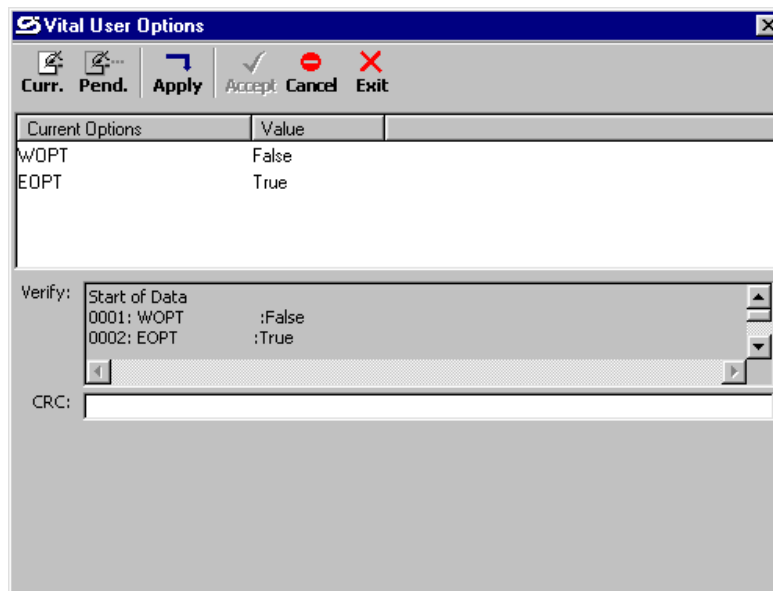 Vital User Options
Curr. Pend. Apply Accept Cancel Exit
Current Options Value
WOPT False
EOPT True
Verify: Start of Data
0001: WOPT :False
0002: EOPT :True
CRC: